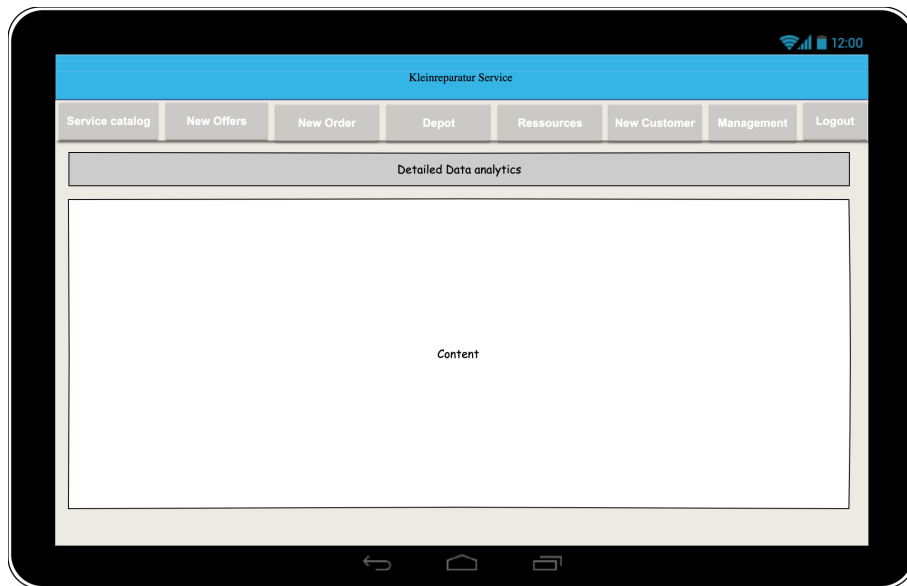 12:00
Kleinreparatur Service
Service catalog New Offers New Order Depot Ressources New Customer Management Logout
Detailed Data analytics
Content